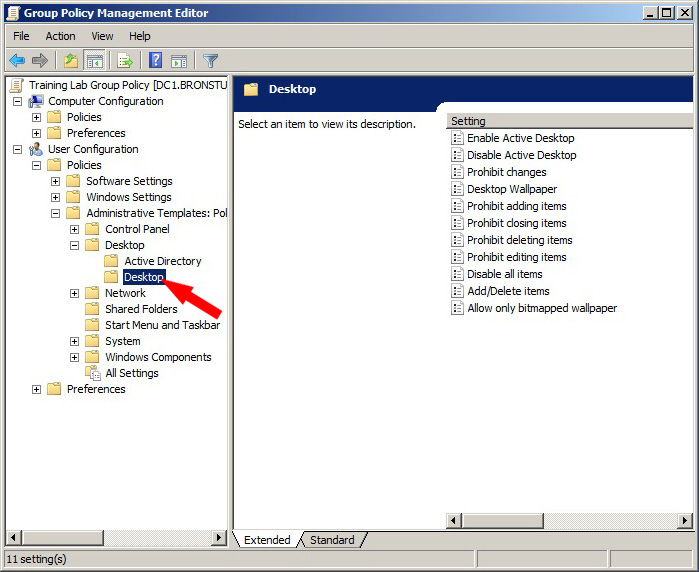 Group Policy Management Editor
File Action View Help
Training Lab Group Policy [DC1.BRONSTU
Computer Configuration
Policies
Preferences
User Configuration
Policies
Software Settings
Windows Settings
Administrative Templates: Pol
Control Panel
Desktop
Active Directory
Desktop
Network
Shared Folders
Start Menu and Taskbar
System
Windows Components
All Settings
Preferences
Desktop
Select an item to view its description.
Setting
Enable Active Desktop
Disable Active Desktop
Prohibit changes
Desktop Wallpaper
Prohibit adding items
Prohibit closing items
Prohibit deleting items
Prohibit editing items
Disable all items
Add/Delete items
Allow only bitmapped wallpaper
Extended Standard
11 setting(s)